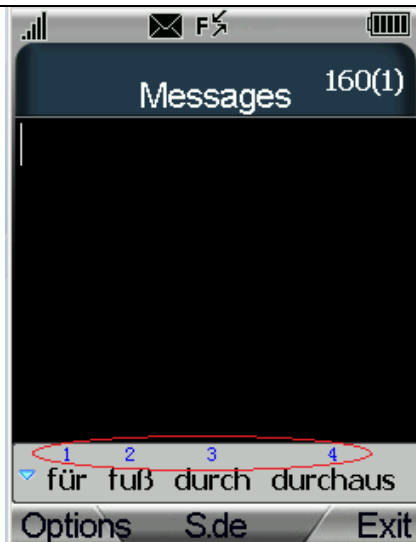 F
Messages 160(1)
1 2 3 4
für fuß durch durchaus
Options S.de Exit